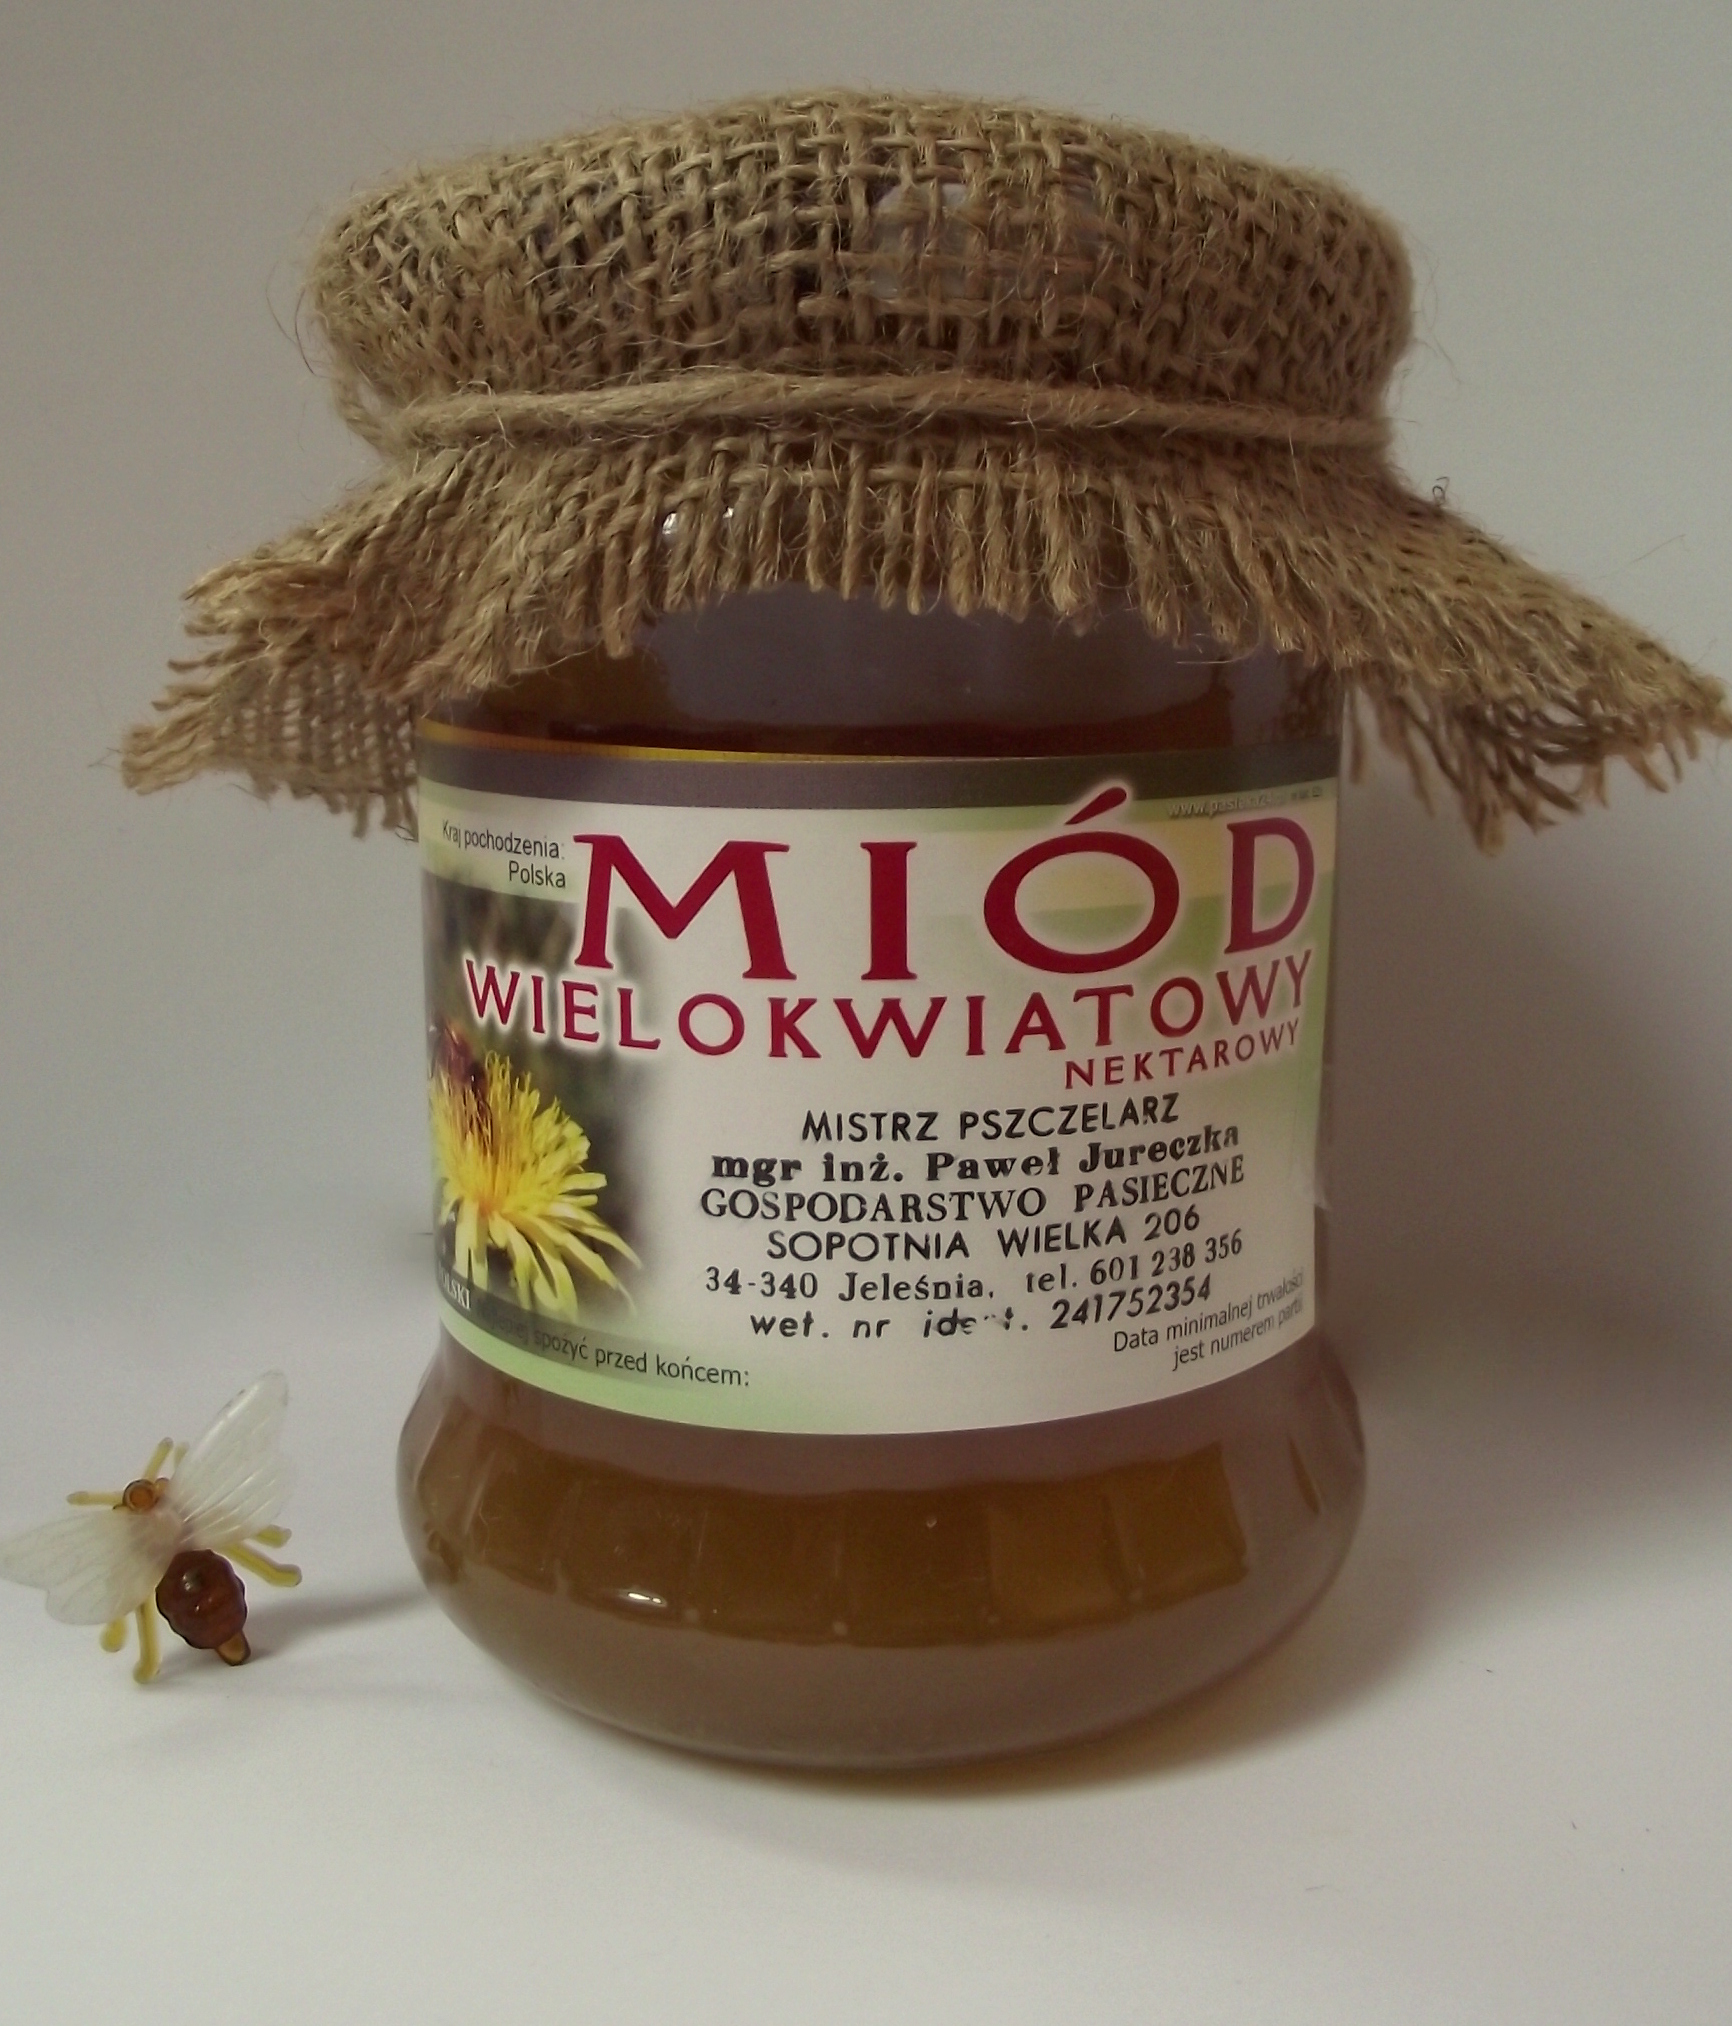 Kraj pochodzenia:
Polska
MIÓD
WIELOKWIATOWY
NEKTAROWY
MISTRZ PSZCZELARZ
mgr inż. Paweł Jureczka
GOSPODARSTWO PASIECZNE
SOPOTNIA WIELKA 206
34-340 Jeleśnia, tel. 601 238 356
wet. nr ident. 241752354
spożyć przed końcem:
Data minimalnej trwałości
jest numerem partii